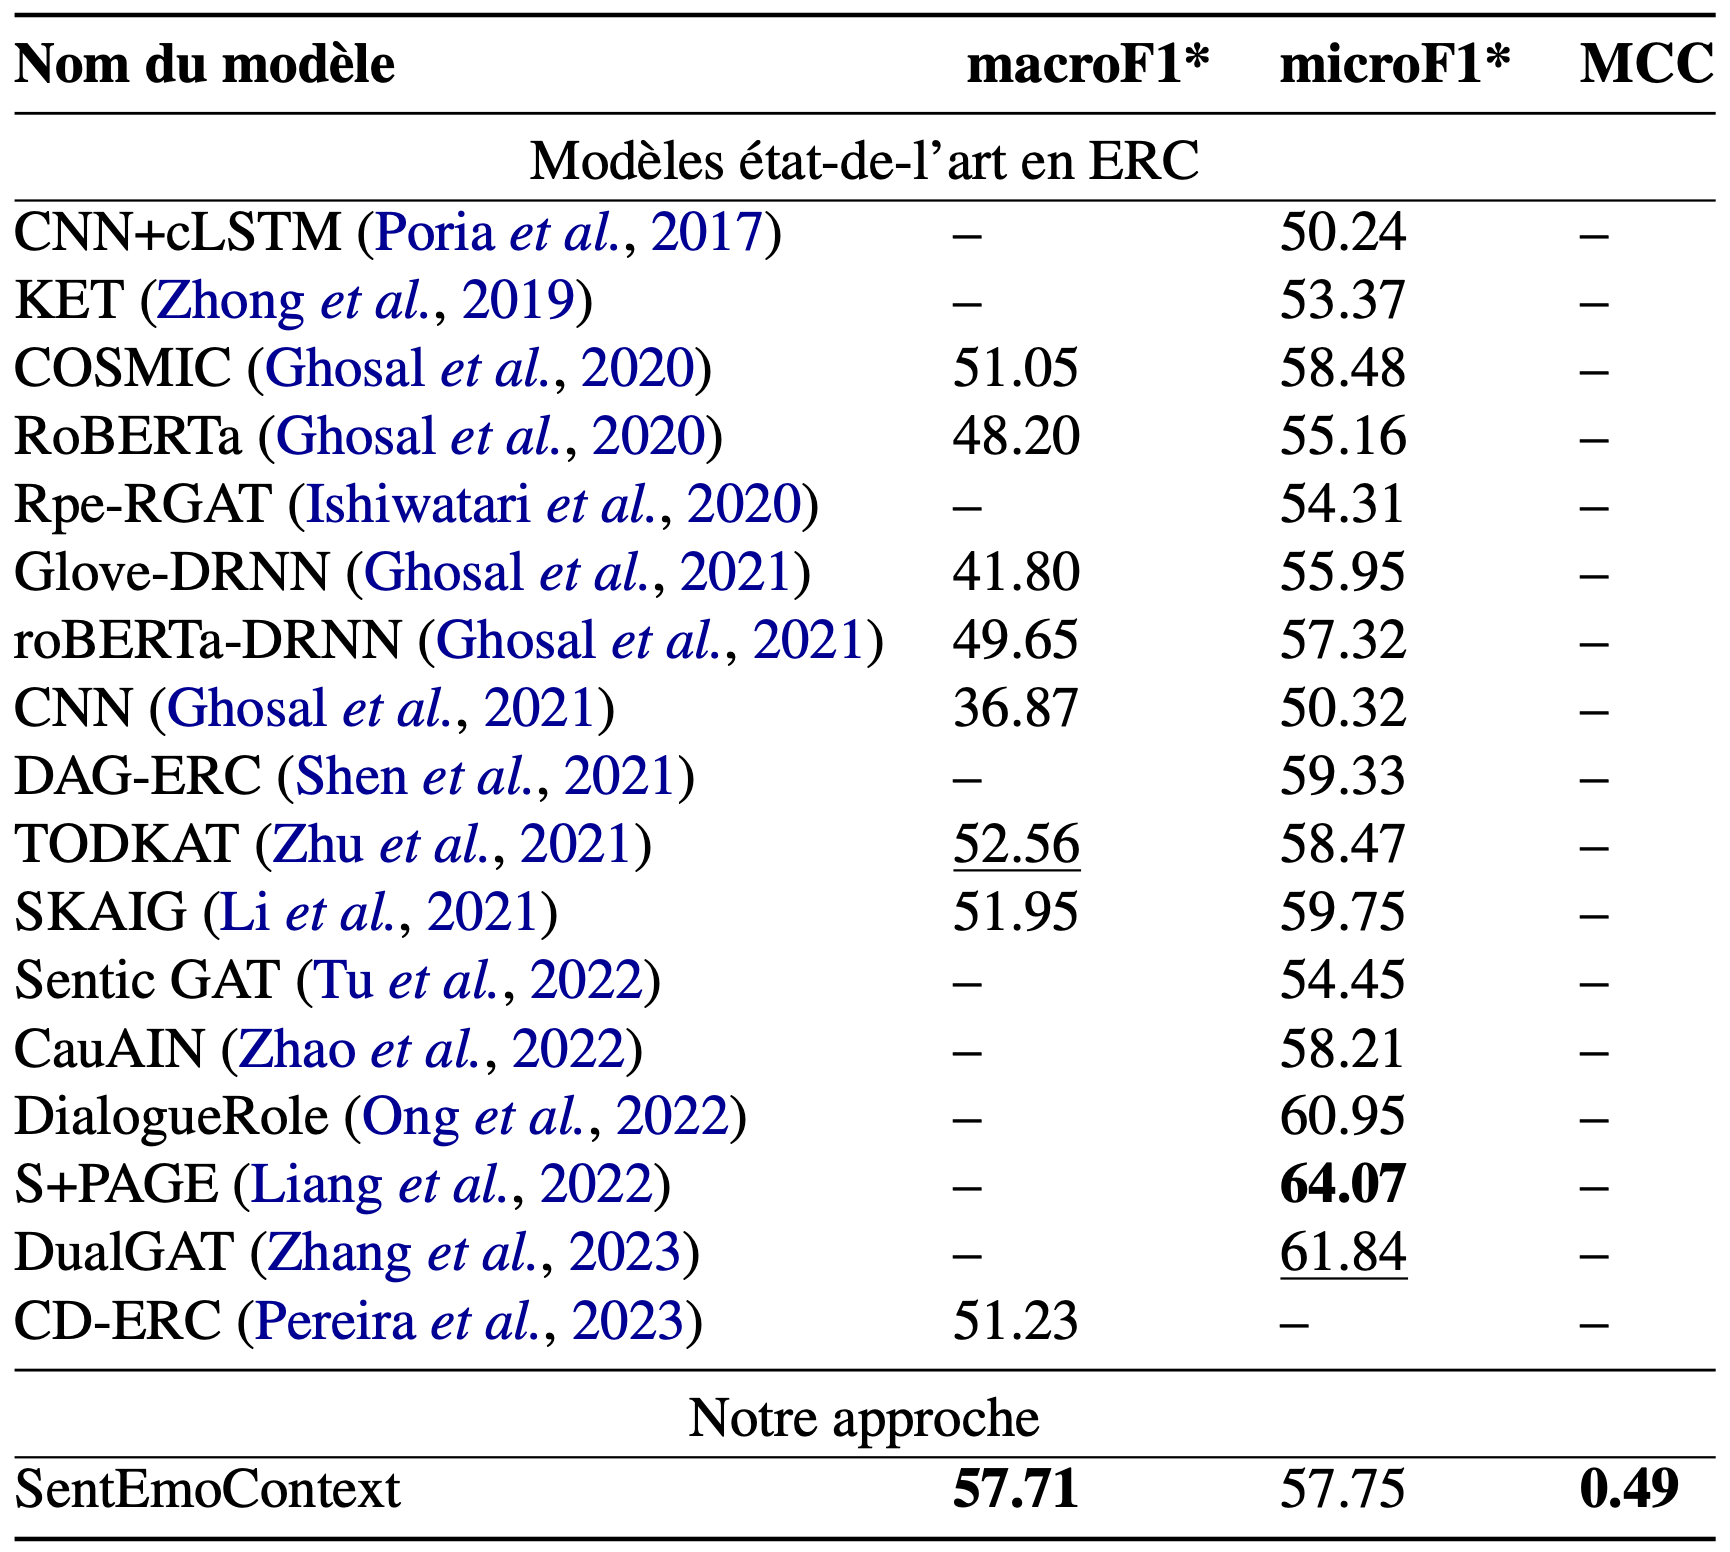 Nom du modèle macroF1* microF1* MCC
Modèles état-de-l’art en ERC
CNN+cLSTM (Poria et al., 2017) – 50.24 –
KET (Zhong et al., 2019) – 53.37 –
COSMIC (Ghosal et al., 2020) 51.05 58.48 –
RoBERTa (Ghosal et al., 2020) 48.20 55.16 –
Rpe-RGAT (Ishiwatari et al., 2020) – 54.31 –
Glove-DRNN (Ghosal et al., 2021) 41.80 55.95 –
roBERTa-DRNN (Ghosal et al., 2021) 49.65 57.32 –
CNN (Ghosal et al., 2021) 36.87 50.32 –
DAG-ERC (Shen et al., 2021) – 59.33 –
TODKAT (Zhu et al., 2021) 52.56 58.47 –
SKAIG (Li et al., 2021) 51.95 59.75 –
Sentic GAT (Tu et al., 2022) – 54.45 –
CauAIN (Zhao et al., 2022) – 58.21 –
DialogueRole (Ong et al., 2022) – 60.95 –
S+PAGE (Liang et al., 2022) – 64.07 –
DualGAT (Zhang et al., 2023) – 61.84 –
CD-ERC (Pereira et al., 2023) 51.23 – –
Notre approche
SentEmoContext 57.71 57.75 0.49